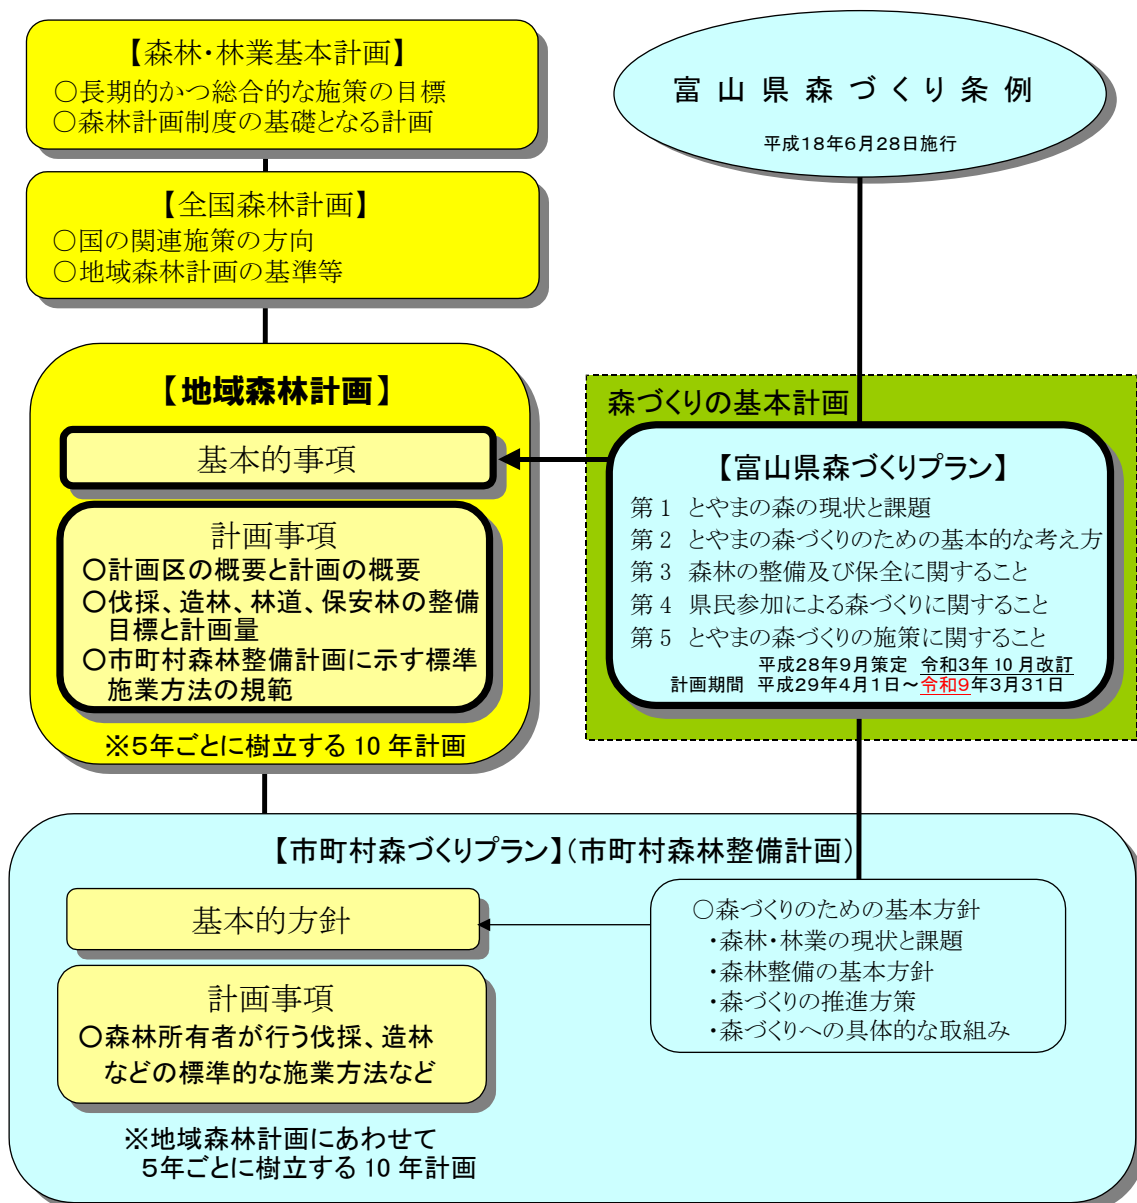 【森林・林業基本計画】
○長期的かつ総合的な施策の目標
○森林計画制度の基礎となる計画
富山県森づくり条例
平成18年6月28日施行
【全国森林計画】
○国の関連施策の方向
○地域森林計画の基準等
【地域森林計画】
基本的事項
計画事項
○計画区の概要と計画の概要
○伐採、造林、林道、保安林の整備
目標と計画量
○市町村森林整備計画に示す標準
施業方法の規範
※5年ごとに樹立する10年計画
森づくりの基本計画
【富山県森づくりプラン】
第1 とやまの森の現状と課題
第2 とやまの森づくりのための基本的な考え方
第3 森林の整備及び保全に関すること
第4 県民参加による森づくりに関すること
第5 とやまの森づくりの施策に関すること
平成28年9月策定 令和3年10月改訂
計画期間 平成29年4月1日～令和9年3月31日
【市町村森づくりプラン】(市町村森林整備計画)
基本的方針
計画事項
○森林所有者が行う伐採、造林
などの標準的な施業方法など
※地域森林計画にあわせて
5年ごとに樹立する10年計画
○森づくりのための基本方針
・森林・林業の現状と課題
・森林整備の基本方針
・森づくりの推進方策
・森づくりへの具体的な取組み